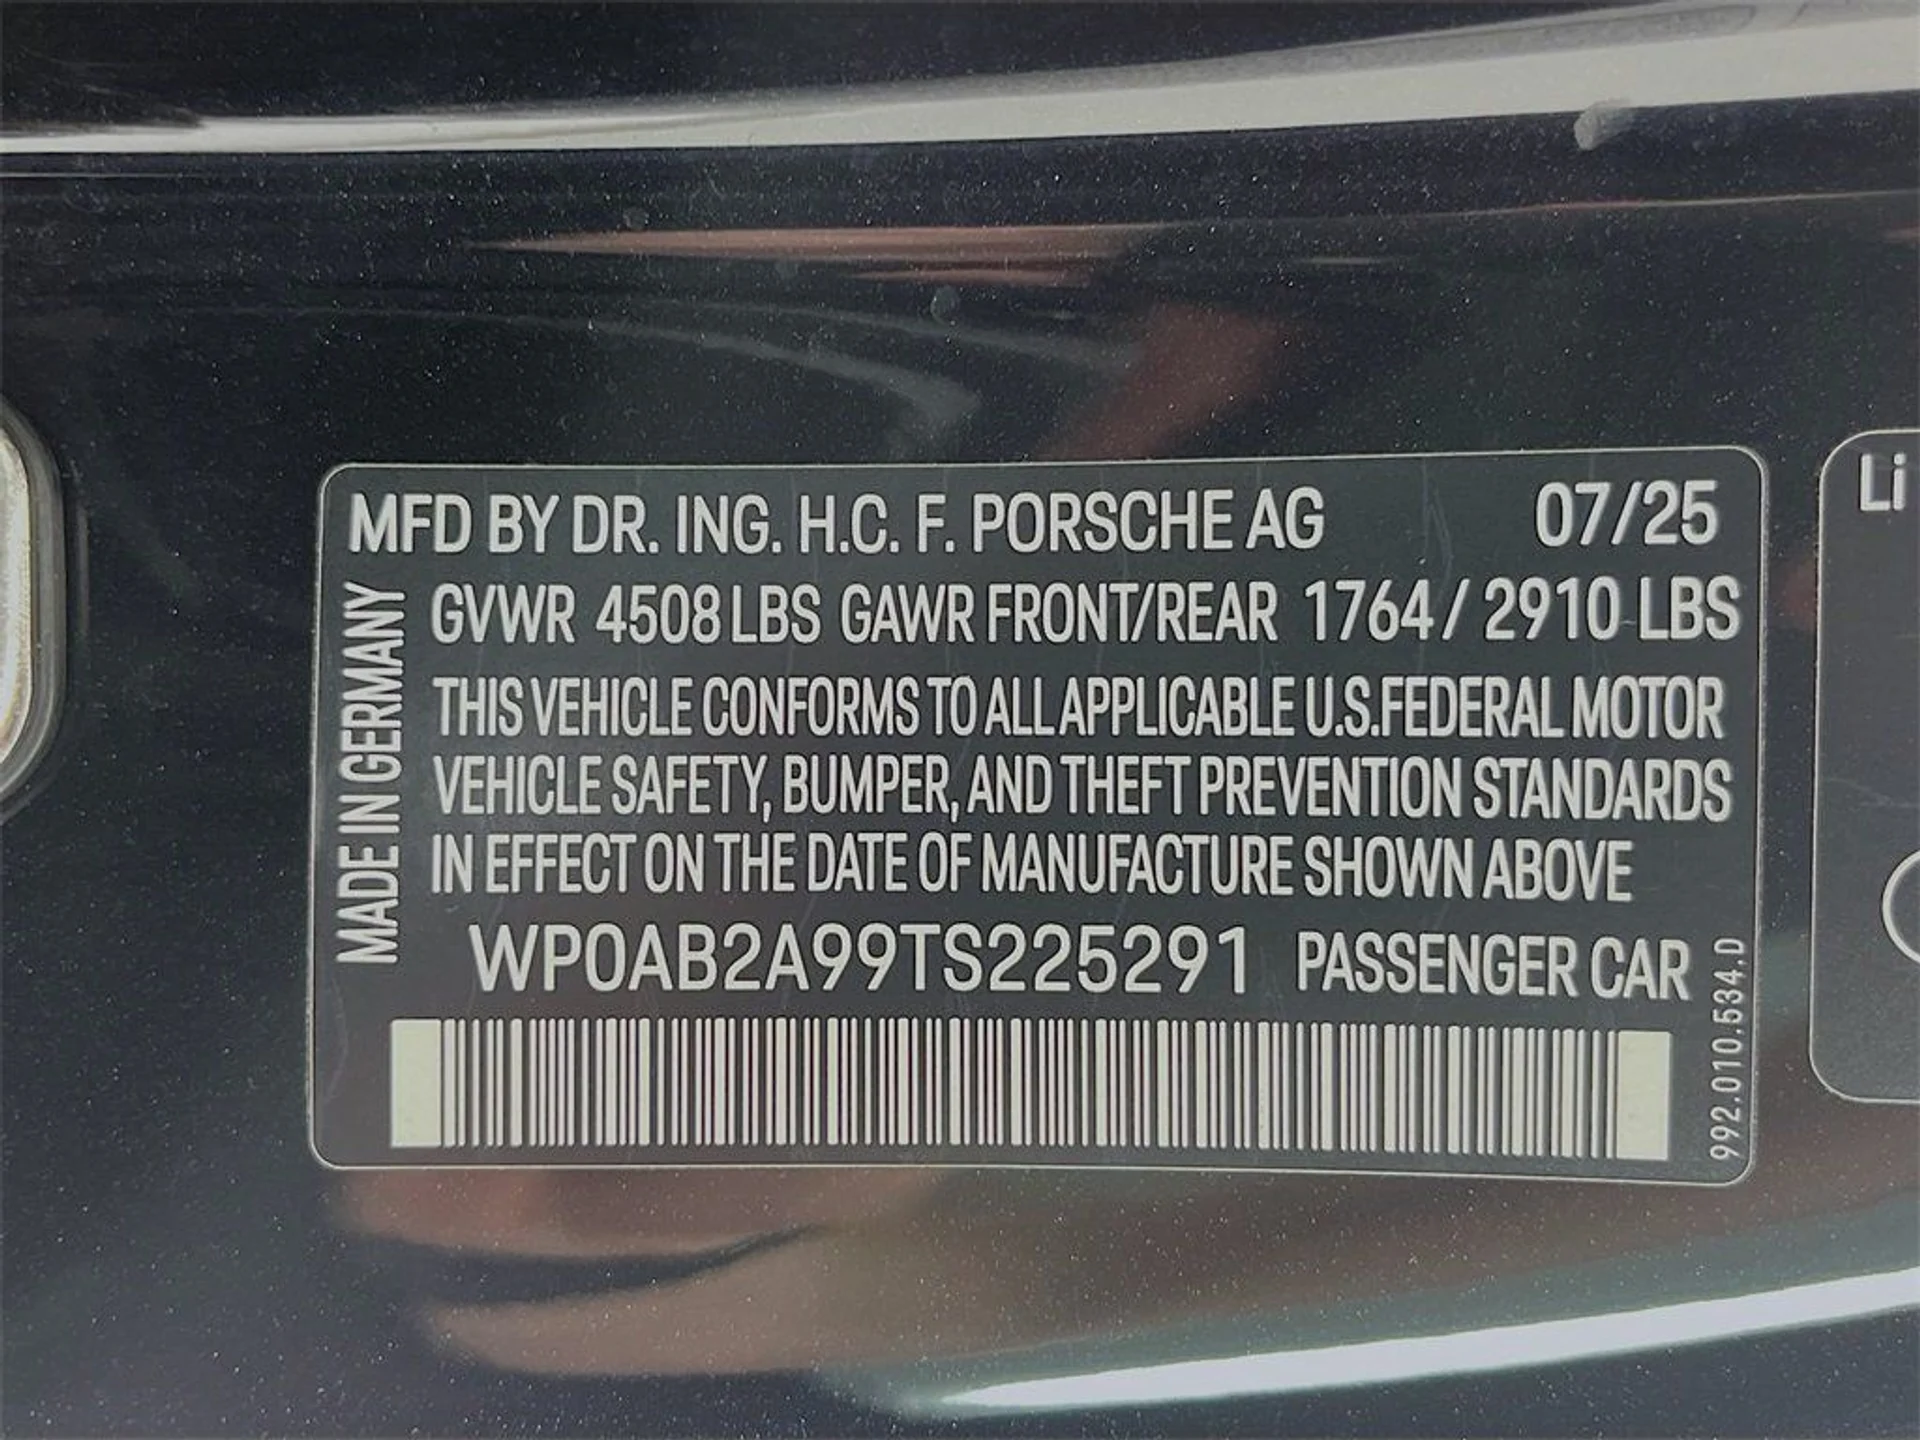 MFD BY DR. ING. H.C. F. PORSCHE AG 07/25
GVWR 4508 LBS GAWR FRONT/REAR 1764 / 2910 LBS
THIS VEHICLE CONFORMS TO ALL APPLICABLE U.S.FEDERAL MOTOR
VEHICLE SAFETY, BUMPER, AND THEFT PREVENTION STANDARDS
IN EFFECT ON THE DATE OF MANUFACTURE SHOWN ABOVE
WP0AB2A99TS225291 PASSENGER CAR
MADE IN GERMANY
992.010.534.D
Li